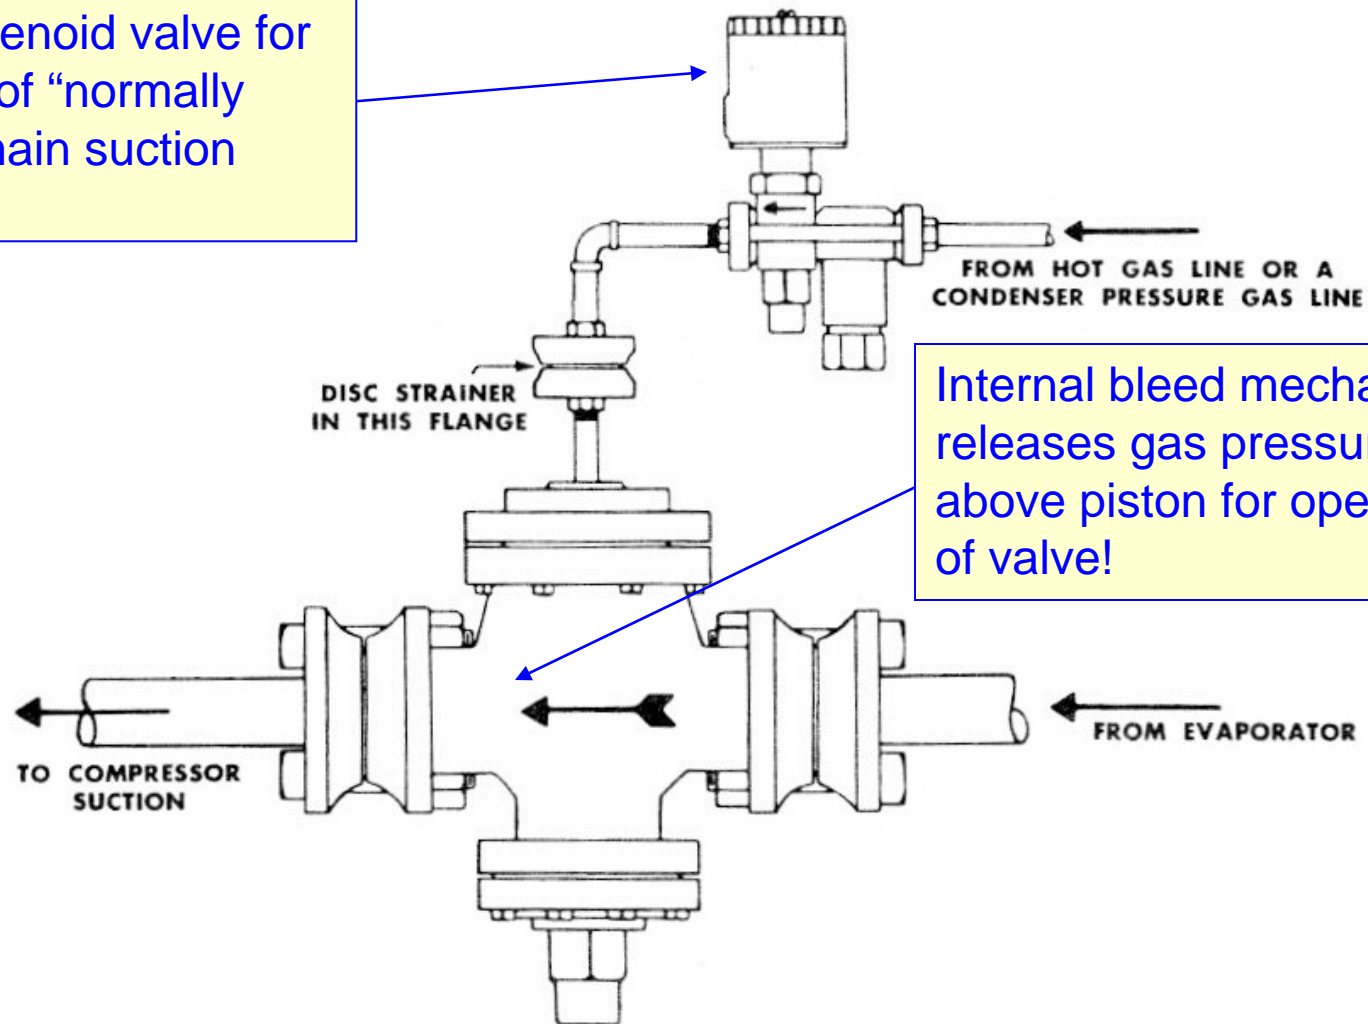 enoid valve for
of “normally
main suction
FROM HOT GAS LINE OR A
CONDENSER PRESSURE GAS LINE
DISC STRAINER
IN THIS FLANGE
Internal bleed mecha
releases gas pressu
above piston for ope
of valve!
TO COMPRESSOR
SUCTION
FROM EVAPORATOR